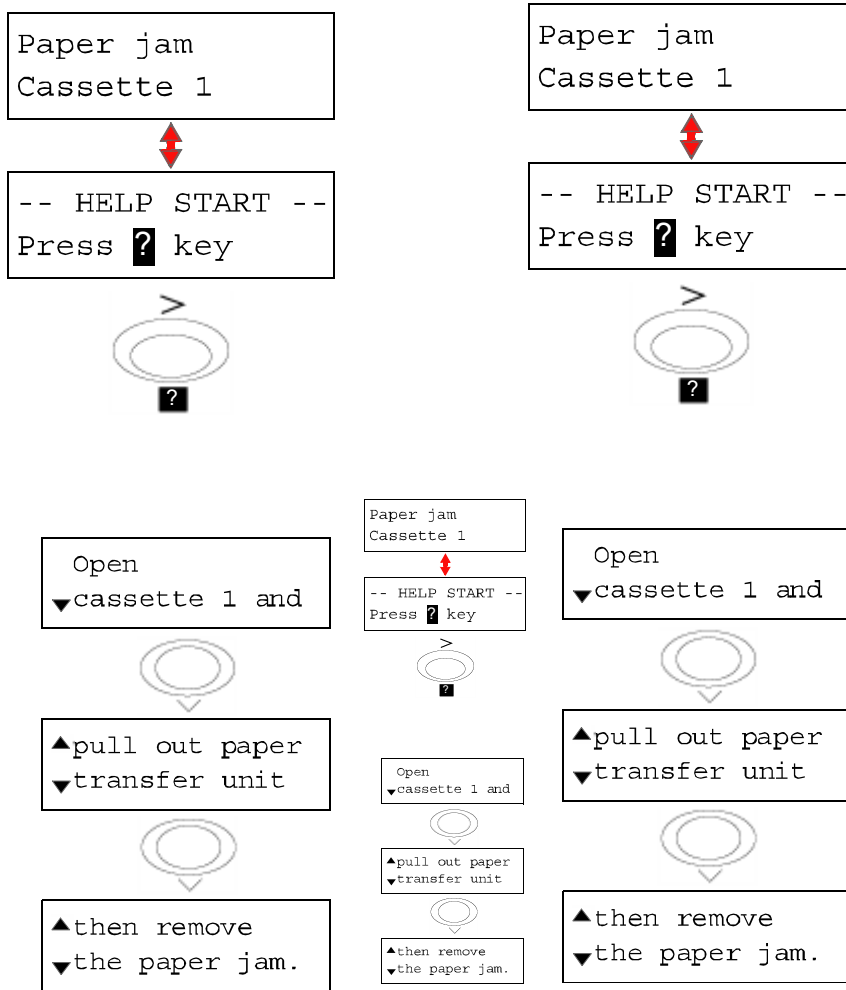 Paper jam
Cassette 1
-- HELP START --
Press ? key
>
?
Open
▼cassette 1 and
▲pull out paper
▼transfer unit
▲then remove
▼the paper jam.
Paper jam
Cassette 1
-- HELP START --
Press ? key
>
?
Open
▼cassette 1 and
▲pull out paper
▼transfer unit
▲then remove
▼the paper jam.
Paper jam
Cassette 1
-- HELP START --
Press ? key
>
?
Open
▼cassette 1 and
▲pull out paper
▼transfer unit
▲then remove
▼the paper jam.